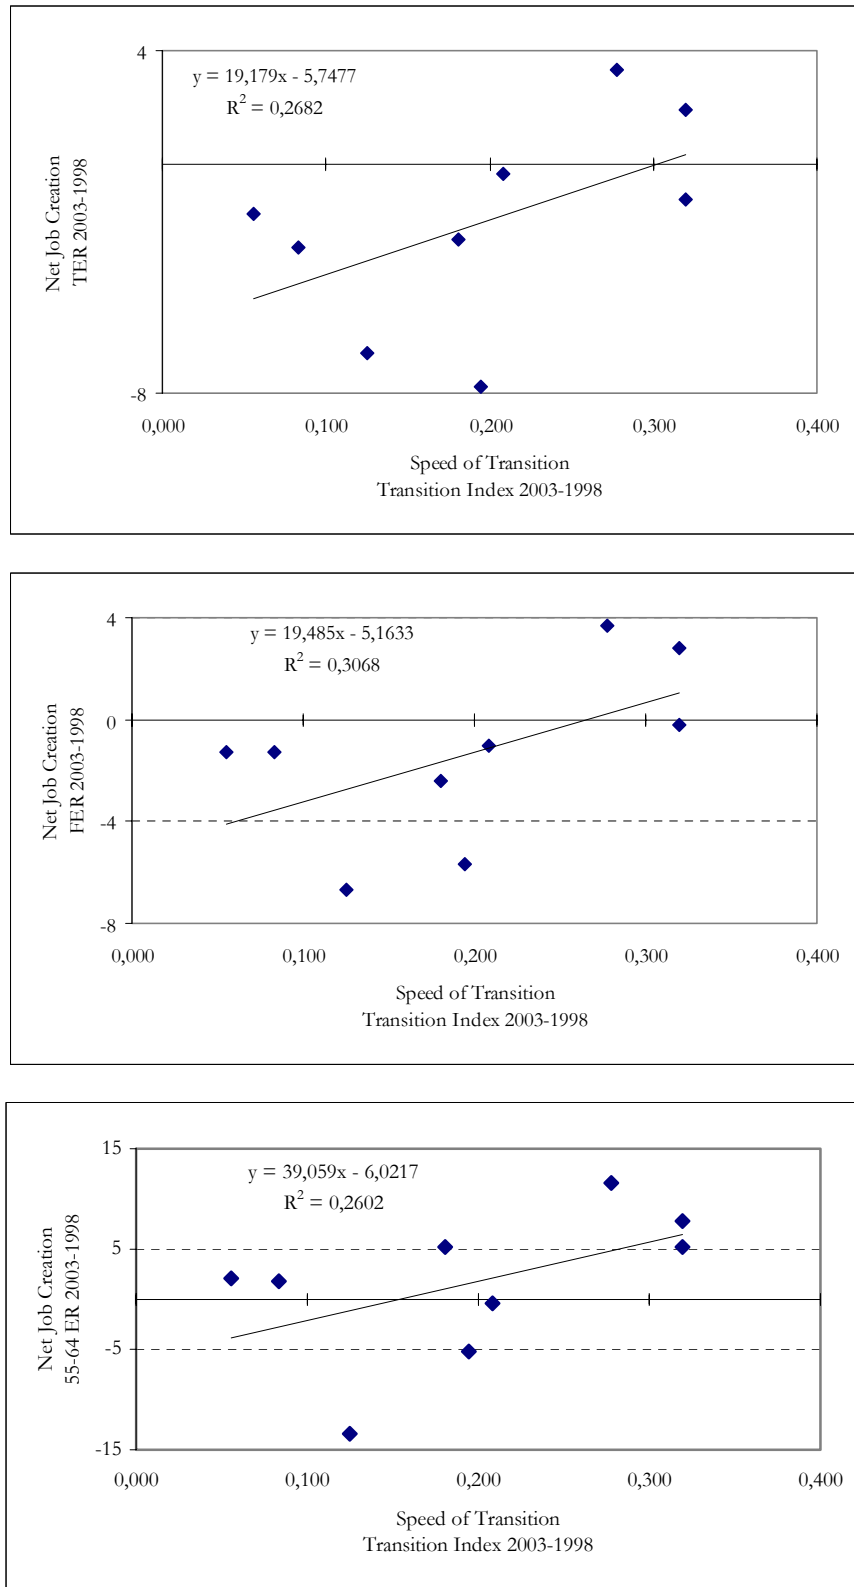 4
y = 19,179x - 5,7477
R² = 0,2682
Net Job Creation
TER 2003-1998
-8
0,000 0,100 0,200 0,300 0,400
Speed of Transition
Transition Index 2003-1998
4
y = 19,485x - 5,1633
R² = 0,3068
0
Net Job Creation
FER 2003-1998
-4
-8
0,000 0,100 0,200 0,300 0,400
Speed of Transition
Transition Index 2003-1998
15
y = 39,059x - 6,0217
R² = 0,2602
5
Net Job Creation
55-64 ER 2003-1998
-5
-15
0,000 0,100 0,200 0,300 0,400
Speed of Transition
Transition Index 2003-1998